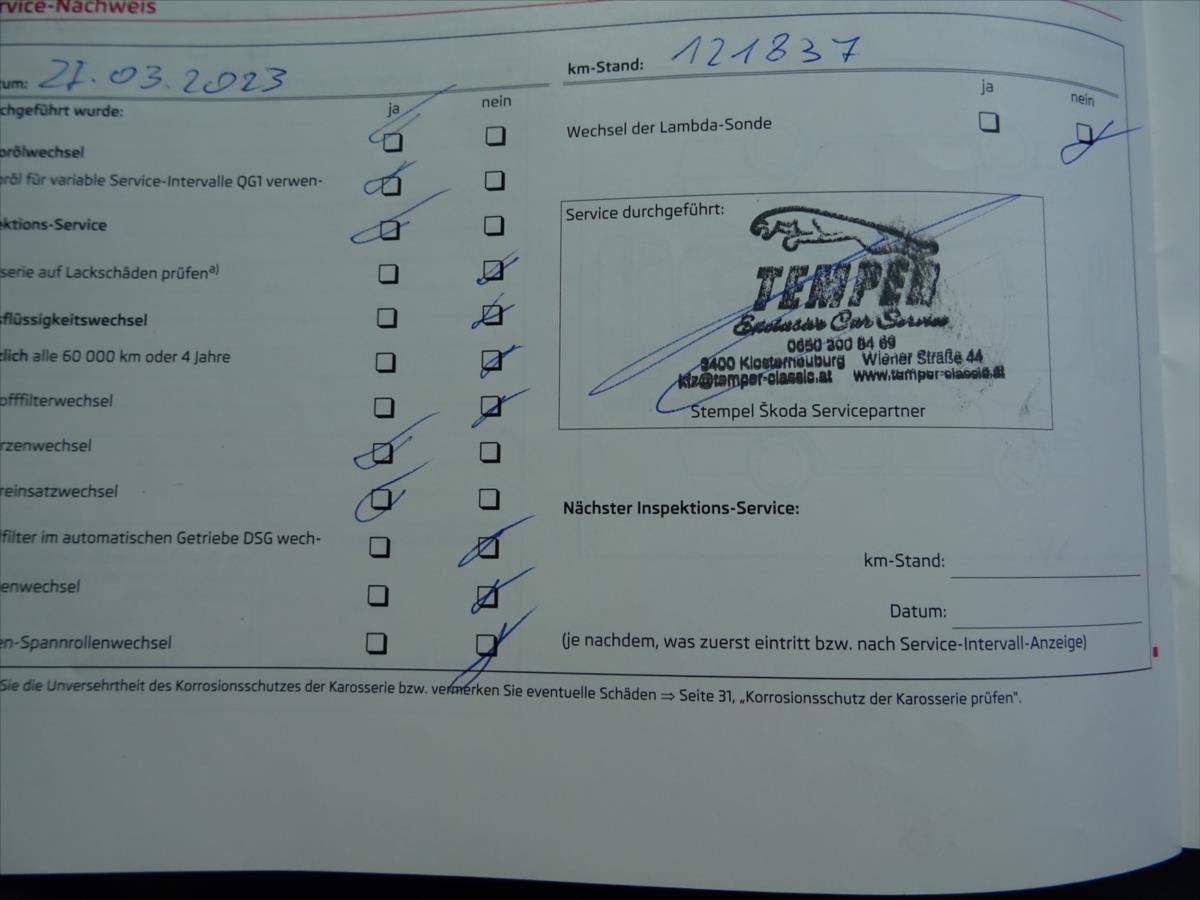 rvice-Nachweis
tum: 27.03.2023
km-Stand: 121837
chgeführt wurde:
ja nein
ja nein
orölwechsel
oröl für variable Service-Intervalle QG1 verwen-
ektions-Service
serie auf Lackschäden prüfena)
sflüssigkeitswechsel
lich alle 60 000 km oder 4 Jahre
offfilterwechsel
rzenwechsel
reinsatzwechsel
filter im automatischen Getriebe DSG wech-
enwechsel
en-Spannrollenwechsel
Wechsel der Lambda-Sonde
Service durchgeführt:
TEMPER
Exclusive Car Service
0650 300 84 69
3400 Klosterneuburg Wiener Straße 44
kfz@temper-classic.at www.temper-classic.at
Stempel Škoda Servicepartner
Nächster Inspektions-Service:
km-Stand:
Datum:
(je nachdem, was zuerst eintritt bzw. nach Service-Intervall-Anzeige)
Sie die Unversehrtheit des Korrosionsschutzes der Karosserie bzw. vermerken Sie eventuelle Schäden ⇒ Seite 31, „Korrosionsschutz der Karosserie prüfen".